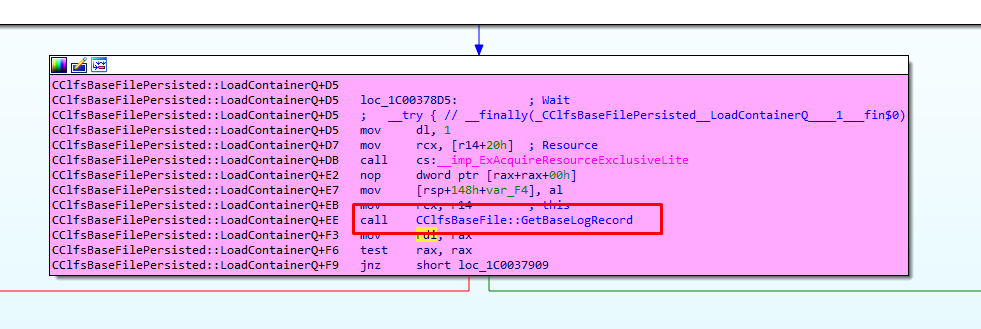 CClfsBaseFilePersisted::LoadContainerQ+D5
CClfsBaseFilePersisted::LoadContainerQ+D5 loc_1C00378D5: ; Wait
CClfsBaseFilePersisted::LoadContainerQ+D5 ; __try { // __finally(_CClfsBaseFilePersisted__LoadContainerQ____1___fin$0)
CClfsBaseFilePersisted::LoadContainerQ+D5 mov dl, 1
CClfsBaseFilePersisted::LoadContainerQ+D7 mov rcx, [r14+20h] ; Resource
CClfsBaseFilePersisted::LoadContainerQ+DB call cs:__imp_ExAcquireResourceExclusiveLite
CClfsBaseFilePersisted::LoadContainerQ+E2 nop dword ptr [rax+rax+00h]
CClfsBaseFilePersisted::LoadContainerQ+E7 mov [rsp+148h+var_F4], al
CClfsBaseFilePersisted::LoadContainerQ+EB mov rcx, r14 ; this
CClfsBaseFilePersisted::LoadContainerQ+EE call CClfsBaseFile::GetBaseLogRecord
CClfsBaseFilePersisted::LoadContainerQ+F3 mov rdi, rax
CClfsBaseFilePersisted::LoadContainerQ+F6 test rax, rax
CClfsBaseFilePersisted::LoadContainerQ+F9 jnz short loc_1C0037909